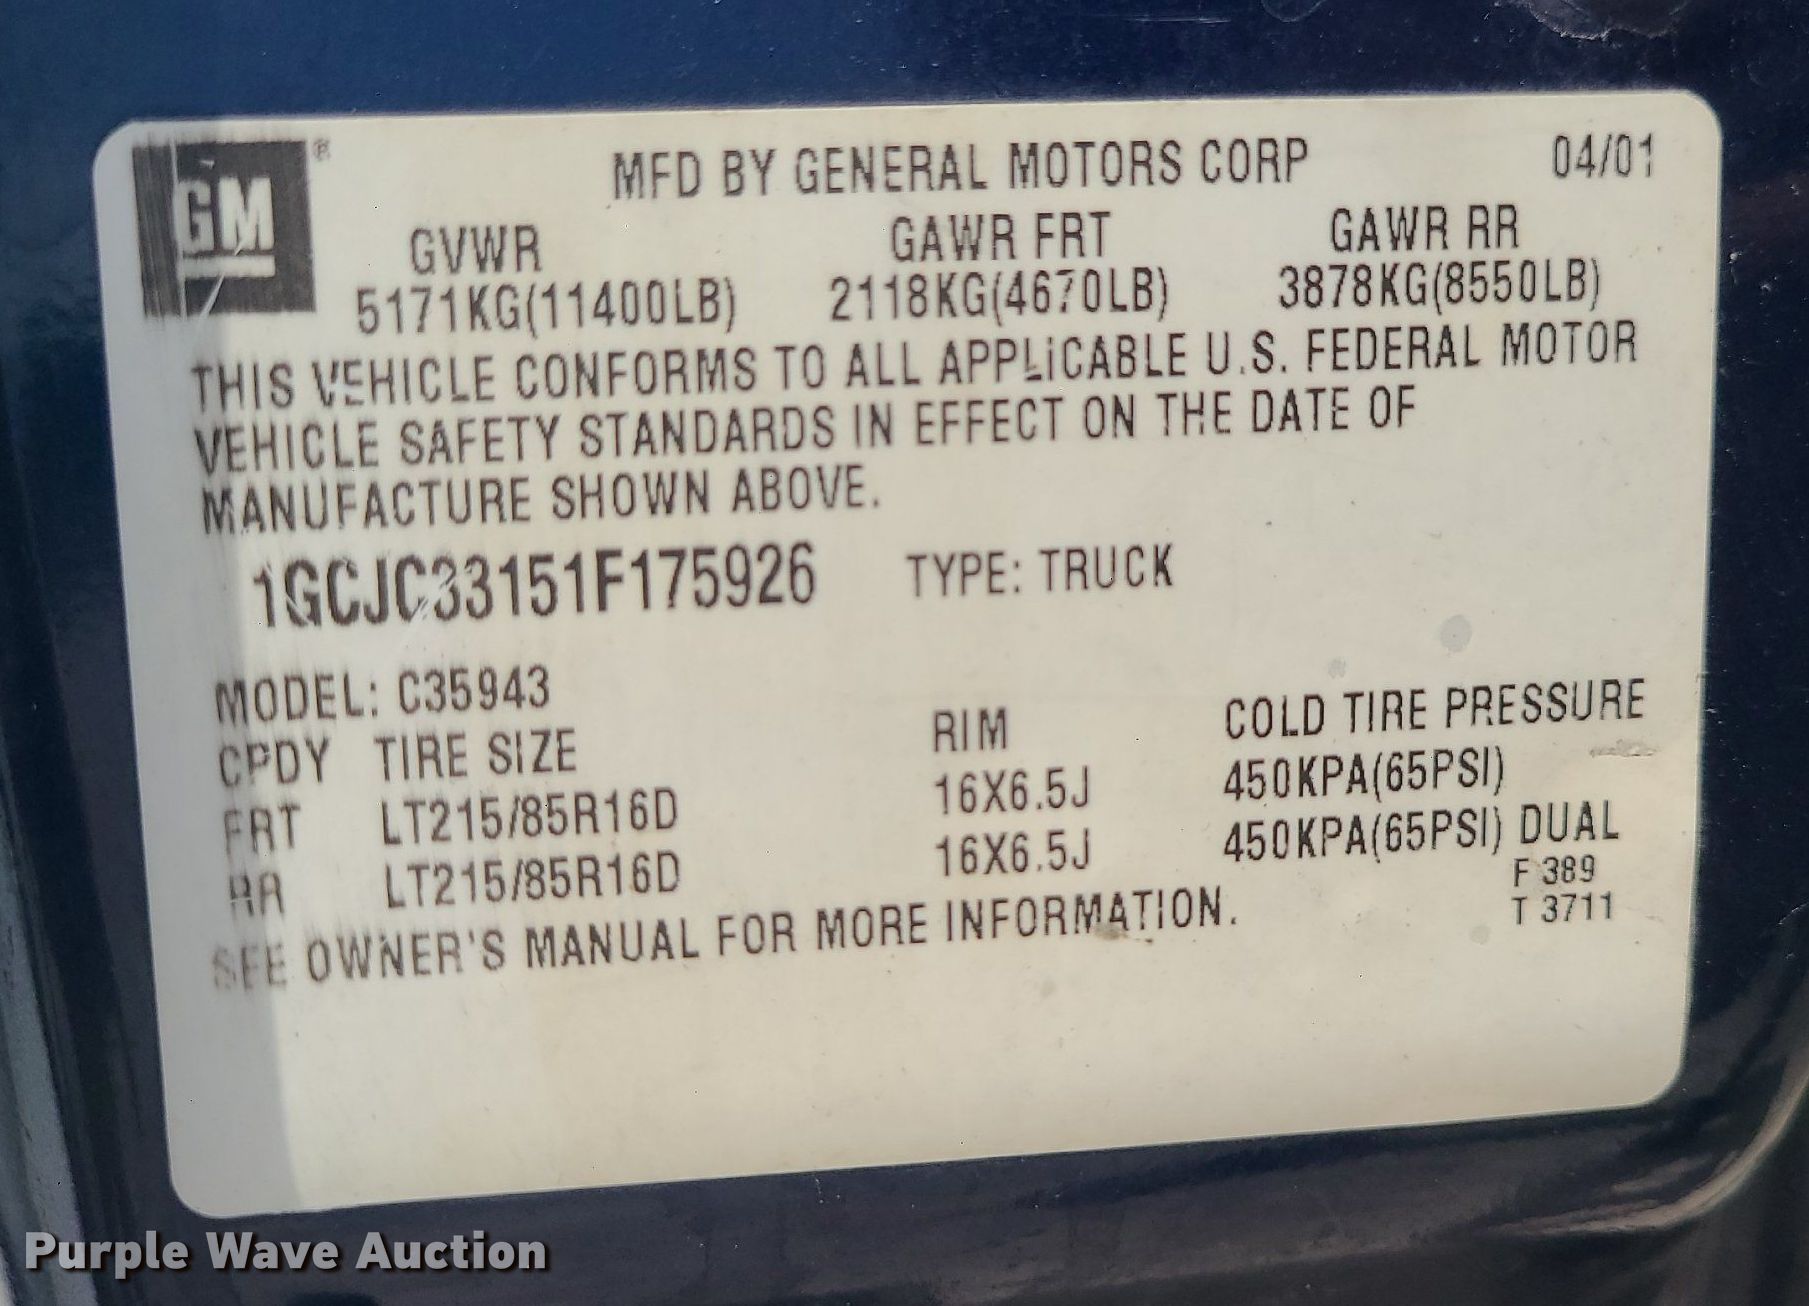 GM®
MFD BY GENERAL MOTORS CORP 04/01
GVWR GAWR FRT GAWR RR
5171KG(11400LB) 2118KG(4670LB) 3878KG(8550LB)
THIS VEHICLE CONFORMS TO ALL APPLiCABLE U.S. FEDERAL MOTOR
VEHICLE SAFETY STANDARDS IN EFFECT ON THE DATE OF
MANUFACTURE SHOWN ABOVE.
1GCJC33151F175926 TYPE: TRUCK
MODEL: C35943
CPDY TIRE SIZE RIM COLD TIRE PRESSURE
FRT LT215/85R16D 16X6.5J 450KPA(65PSI)
RR LT215/85R16D 16X6.5J 450KPA(65PSI) DUAL
SEE OWNER'S MANUAL FOR MORE INFORMATION.
F 389
T 3711
Purple Wave Auction